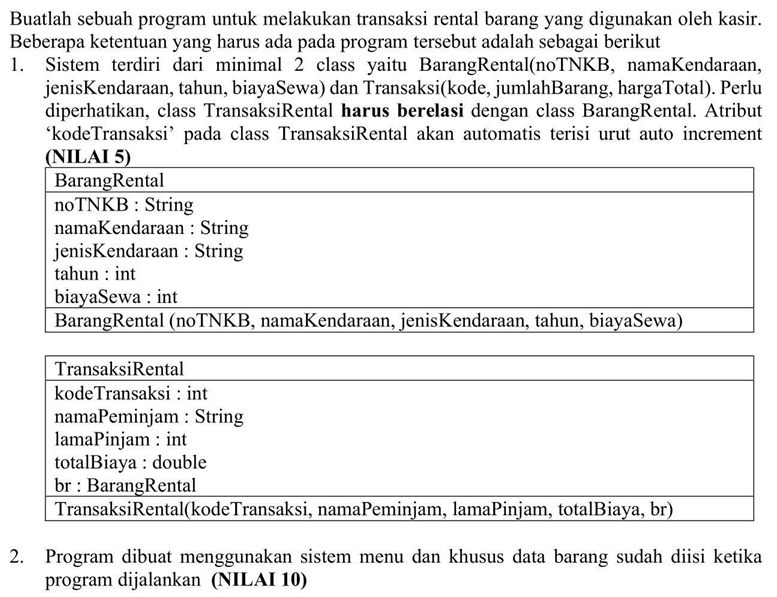 Buatlah sebuah program untuk melakukan transaksi rental barang yang digunakan oleh kasir.
Beberapa ketentuan yang harus ada pada program tersebut adalah sebagai berikut
1. Sistem terdiri dari minimal 2 class yaitu BarangRental(noTNKB, namaKendaraan,
jenisKendaraan, tahun, biayaSewa) dan Transaksi(kode, jumlahBarang, hargaTotal). Perlu
diperhatikan, class TransaksiRental harus berelasi dengan class BarangRental. Atribut
‘kodeTransaksi’ pada class TransaksiRental akan automatis terisi urut auto increment
(NILAI 5)
BarangRental
noTNKB : String
namaKendaraan : String
jenisKendaraan : String
tahun : int
biayaSewa : int
BarangRental (noTNKB, namaKendaraan, jenisKendaraan, tahun, biayaSewa)
TransaksiRental
kodeTransaksi : int
namaPeminjam : String
lamaPinjam : int
totalBiaya : double
br : BarangRental
TransaksiRental(kodeTransaksi, namaPeminjam, lamaPinjam, totalBiaya, br)
2. Program dibuat menggunakan sistem menu dan khusus data barang sudah diisi ketika
program dijalankan (NILAI 10)